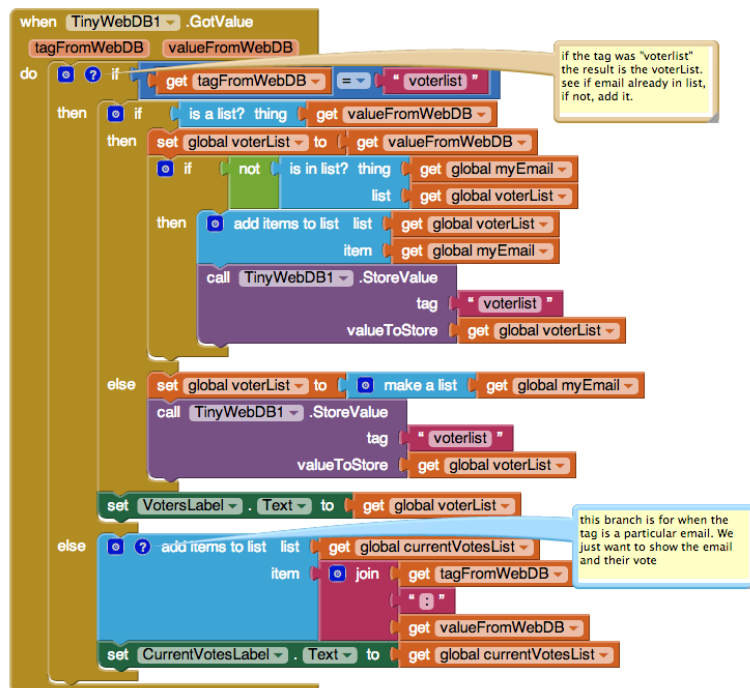 when TinyWebDB1 .GotValue
tagFromWebDB valueFromWebDB
do ? if get tagFromWebDB = " voterlist "
if the tag was "voterlist"
the result is the voterList.
see if email already in list,
if not, add it.
then if is a list? thing get valueFromWebDB
then set global voterList to get valueFromWebDB
if not is in list? thing get global myEmail
list get global voterList
then add items to list list get global voterList
item get global myEmail
call TinyWebDB1 .StoreValue
tag " voterlist "
valueToStore get global voterList
else set global voterList to make a list get global myEmail
call TinyWebDB1 .StoreValue
tag " voterlist "
valueToStore get global voterList
set VotersLabel . Text to get global voterList
else ? add items to list list get global currentVotesList
this branch is for when the
tag is a particular email. We
just want to show the email
and their vote
item join get tagFromWebDB
" : "
get valueFromWebDB
set CurrentVotesLabel . Text to get global currentVotesList